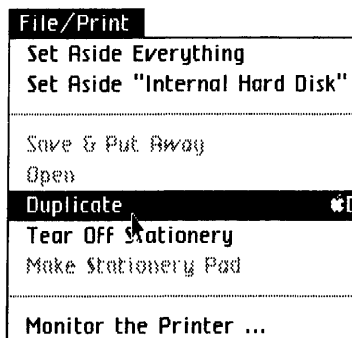 File/Print
Set Aside Everything
Set Aside "Internal Hard Disk"
Save & Put Away
Open
Duplicate D
Tear Off Stationery
Make Stationery Pad
Monitor the Printer ...